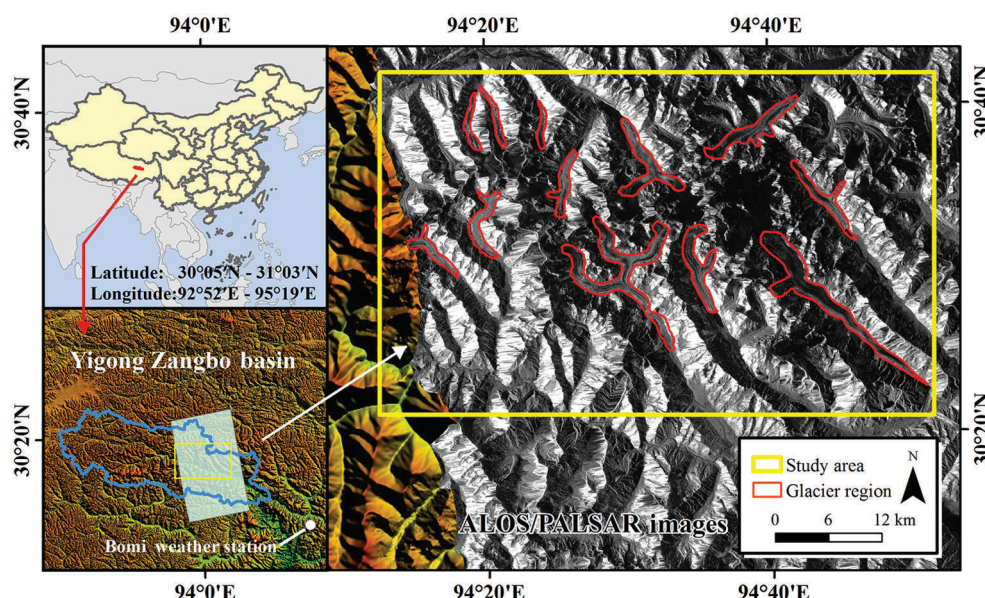 94°0'E
94°20'E
94°40'E
30°40'N
30°20'N
30°40'N
30°20'N
Latitude: 30°05′N - 31°03′N
Longitude:92°52′E - 95°19′E
Yigong Zangbo basin
Bomi weather station
ALOS/PALSAR images
Study area
Glacier region
N
0 6 12 km
94°0'E
94°20'E
94°40'E